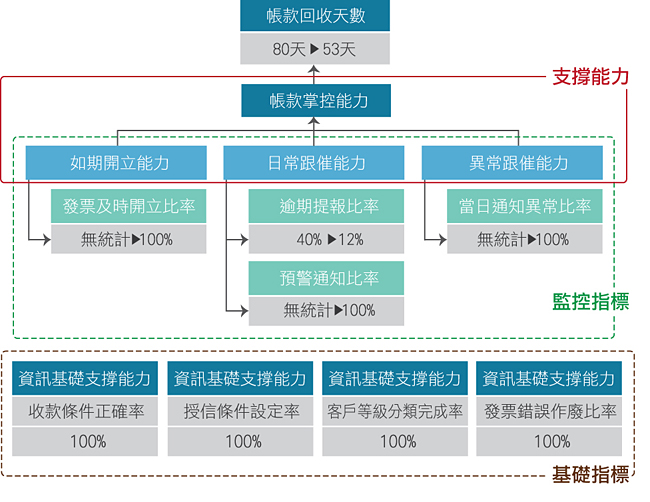 帳款回收天數
80天▶53天
支撐能力
帳款掌控能力
如期開立能力
日常跟催能力
異常跟催能力
發票及時開立比率
逾期提報比率
當日通知異常比率
無統計▶100%
40%▶12%
無統計▶100%
預警通知比率
無統計▶100%
監控指標
資訊基礎支撐能力
資訊基礎支撐能力
資訊基礎支撐能力
資訊基礎支撐能力
收款條件正確率
授信條件設定率
客戶等級分類完成率
發票錯誤作廢比率
100%
100%
100%
100%
基礎指標